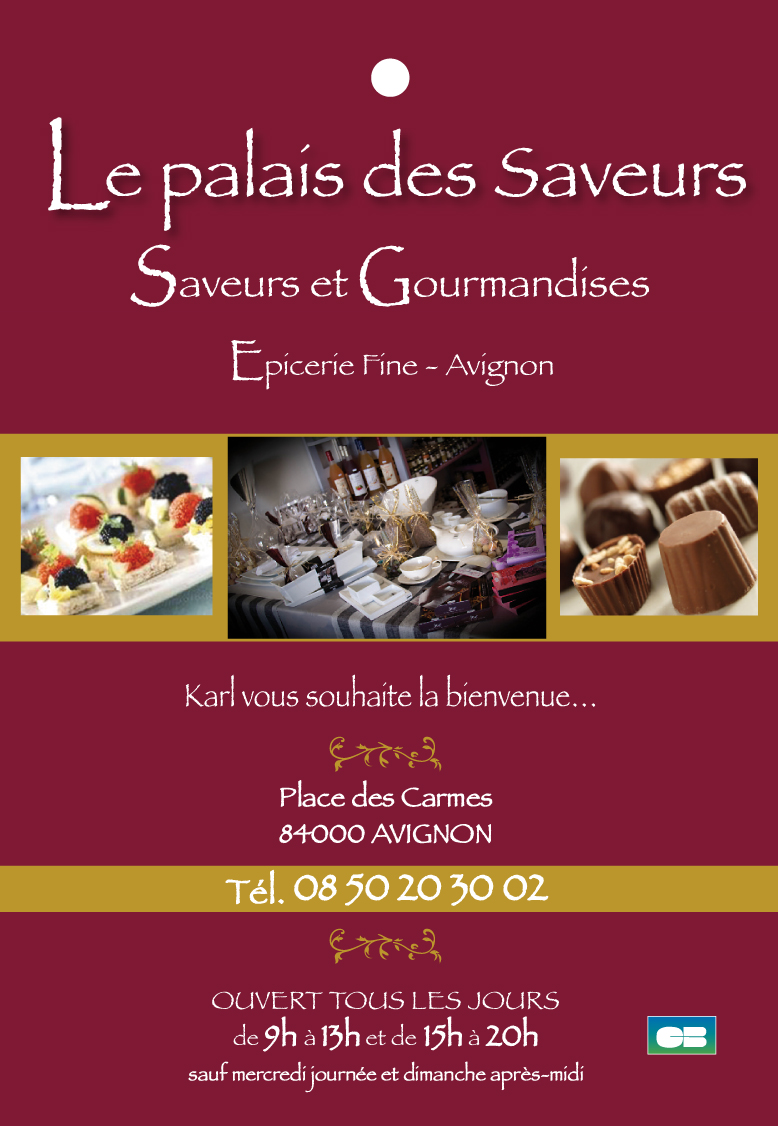 Le palais des Saveurs
Saveurs et Gourmandises
Epicerie Fine - Avignon
Karl vous souhaite la bienvenue...
Place des Carmes
84000 AVIGNON
Tél. 08 50 20 30 02
OUVERT TOUS LES JOURS
de 9h à 13h et de 15h à 20h
CB
sauf mercredi journée et dimanche après-midi